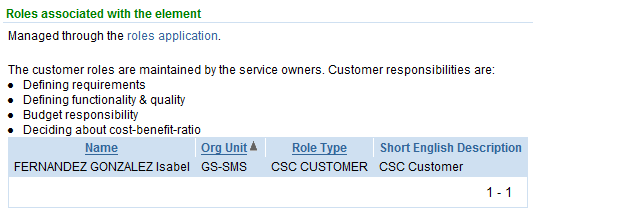 Roles associated with the element
Managed through the roles application.
The customer roles are maintained by the service owners. Customer responsibilities are:
● Defining requirements
● Defining functionality & quality
● Budget responsibility
● Deciding about cost-benefit-ratio
Name Org Unit ▲ Role Type Short English Description
FERNANDEZ GONZALEZ Isabel GS-SMS CSC CUSTOMER CSC Customer
1 - 1